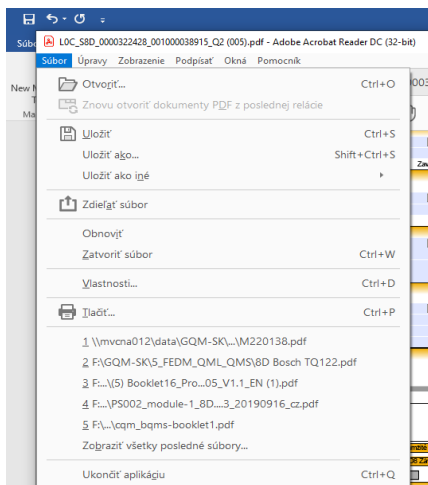 L0C_S8D_0000322428_001000038915_Q2 (005).pdf - Adobe Acrobat Reader DC (32-bit)
Súbor Úpravy Zobrazenie Podpísať Okná Pomocník
New
Otvoriť... Ctrl+O
Znovu otvoriť dokumenty PDF z poslednej relácie
Uložiť Ctrl+S
Uložiť ako... Shift+Ctrl+S
Uložiť ako iné
Zdieľať súbor
Obnoviť
Zatvoriť súbor Ctrl+W
Vlastnosti... Ctrl+D
Tlačiť... Ctrl+P
1 \\mvcna012\data\GQM-SK\...\M220138.pdf
2 F:\GQM-SK\5_FEDM_QML_QMS\8D Bosch TQ122.pdf
3 F:...\(5) Booklet16_Pro...05_V1.1_EN (1).pdf
4 F:...\PS002_module-1_8D....3_20190916_cz.pdf
5 F:\...\cqm_bqms-booklet1.pdf
Zobraziť všetky posledné súbory...
Ukončiť aplikáciu Ctrl+Q